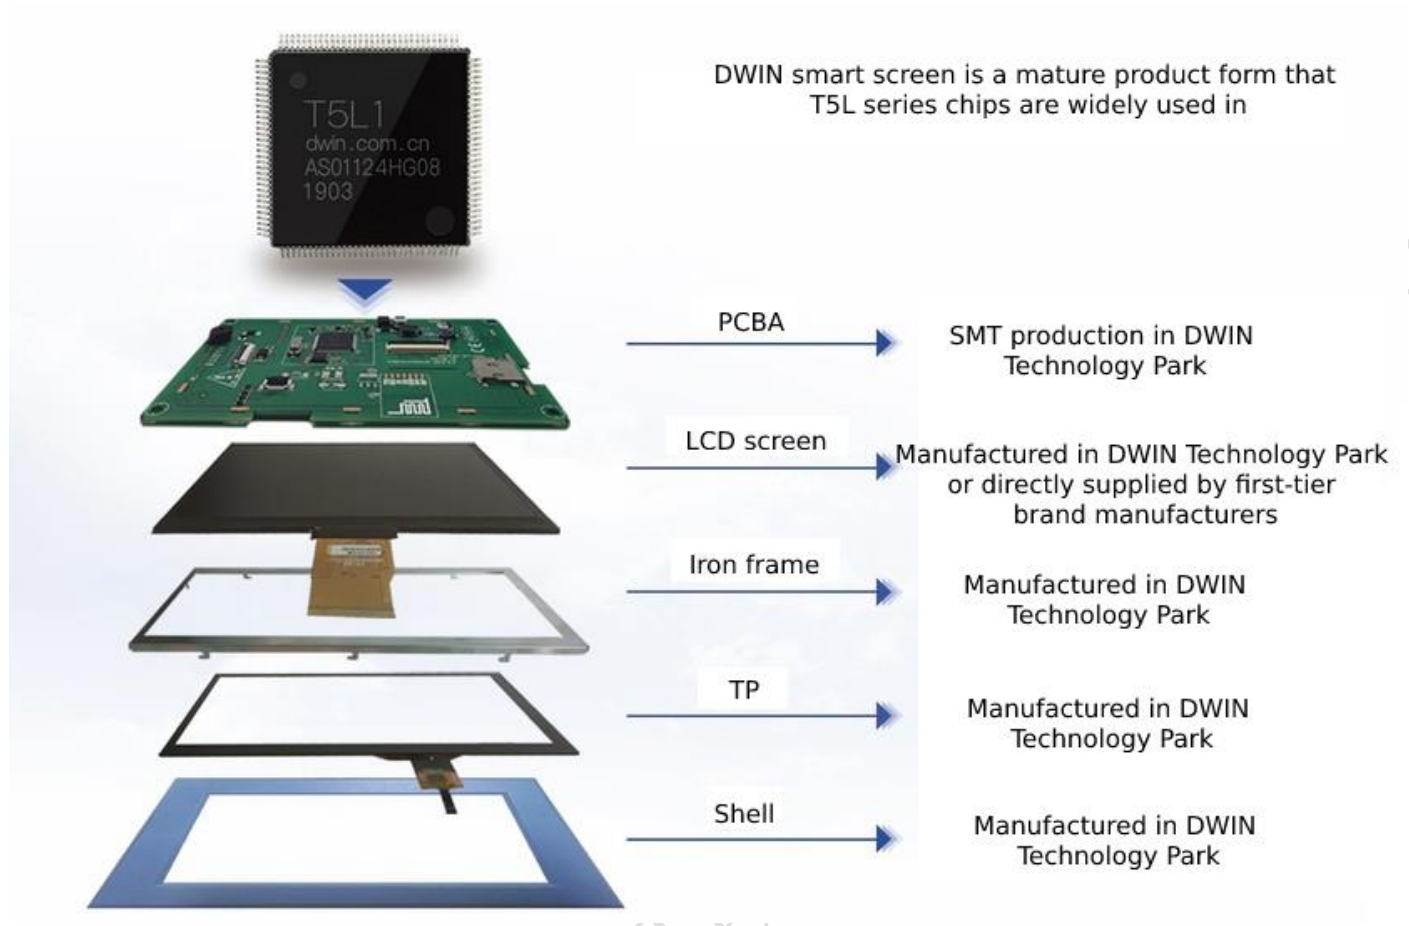 T5L1
dwin.com.cn
AS01124HG08
1903
DWIN smart screen is a mature product form that
T5L series chips are widely used in
PCBA
SMT production in DWIN
Technology Park
LCD screen
Manufactured in DWIN Technology Park
or directly supplied by first-tier
brand manufacturers
Iron frame
Manufactured in DWIN
Technology Park
TP
Manufactured in DWIN
Technology Park
Shell
Manufactured in DWIN
Technology Park